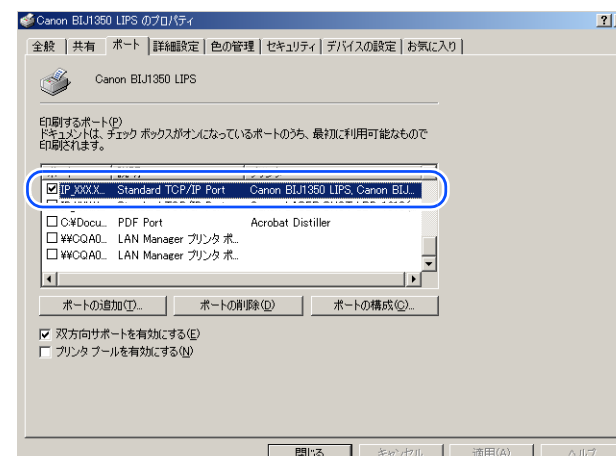 Canon BIJ1350 LIPS のプロパティ
全般 共有 ポート 詳細設定 色の管理 セキュリティ デバイスの設定 お気に入り
Canon BIJ1350 LIPS
印刷するポート(P)
ドキュメントは、チェック ボックスがオンになっているポートのうち、最初に利用可能なもので
印刷されます。
IP_XXX.X... Standard TCP/IP Port Canon BIJ1350 LIPS, Canon BIJ...
C:¥Docu... PDF Port Acrobat Distiller
¥¥CQA0... LAN Manager プリンタ ポ...
¥¥CQA0... LAN Manager プリンタ ポ...
ポートの追加(T)... ポートの削除(D) ポートの構成(C)...
双方向サポートを有効にする(E)
プリンタ プールを有効にする(N)
閉じる キャンセル 適用(A) ヘルプ